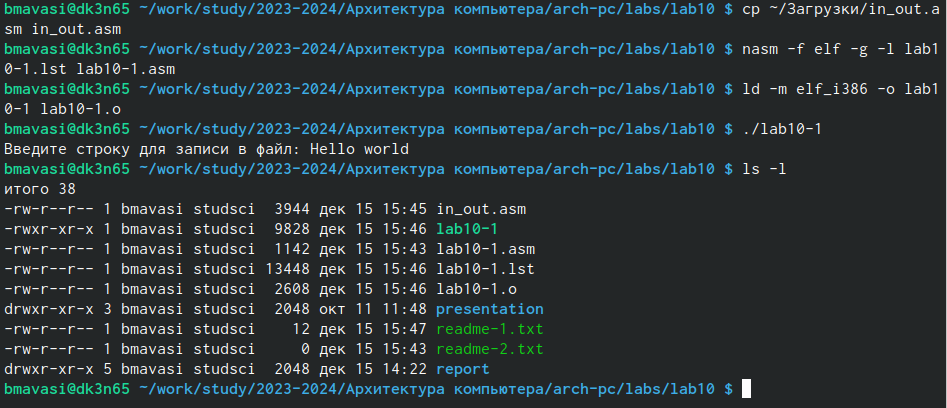 bmavasi@dk3n65 ~/work/study/2023-2024/Архитектура компьютера/arch-pc/labs/lab10 $ cp ~/Загрузки/in_out.a
sm in_out.asm
bmavasi@dk3n65 ~/work/study/2023-2024/Архитектура компьютера/arch-pc/labs/lab10 $ nasm -f elf -g -l lab1
0-1.lst lab10-1.asm
bmavasi@dk3n65 ~/work/study/2023-2024/Архитектура компьютера/arch-pc/labs/lab10 $ ld -m elf_i386 -o lab1
0-1 lab10-1.o
bmavasi@dk3n65 ~/work/study/2023-2024/Архитектура компьютера/arch-pc/labs/lab10 $ ./lab10-1
Введите строку для записи в файл: Hello world
bmavasi@dk3n65 ~/work/study/2023-2024/Архитектура компьютера/arch-pc/labs/lab10 $ ls -l
итого 38
-rw-r--r-- 1 bmavasi studsci  3944 дек 15 15:45 in_out.asm
-rwxr-xr-x 1 bmavasi studsci  9828 дек 15 15:46 lab10-1
-rw-r--r-- 1 bmavasi studsci  1142 дек 15 15:43 lab10-1.asm
-rw-r--r-- 1 bmavasi studsci 13448 дек 15 15:46 lab10-1.lst
-rw-r--r-- 1 bmavasi studsci  2608 дек 15 15:46 lab10-1.o
drwxr-xr-x 3 bmavasi studsci  2048 окт 11 11:48 presentation
-rw-r--r-- 1 bmavasi studsci    12 дек 15 15:47 readme-1.txt
-rw-r--r-- 1 bmavasi studsci     0 дек 15 15:43 readme-2.txt
drwxr-xr-x 5 bmavasi studsci  2048 дек 15 14:22 report
bmavasi@dk3n65 ~/work/study/2023-2024/Архитектура компьютера/arch-pc/labs/lab10 $